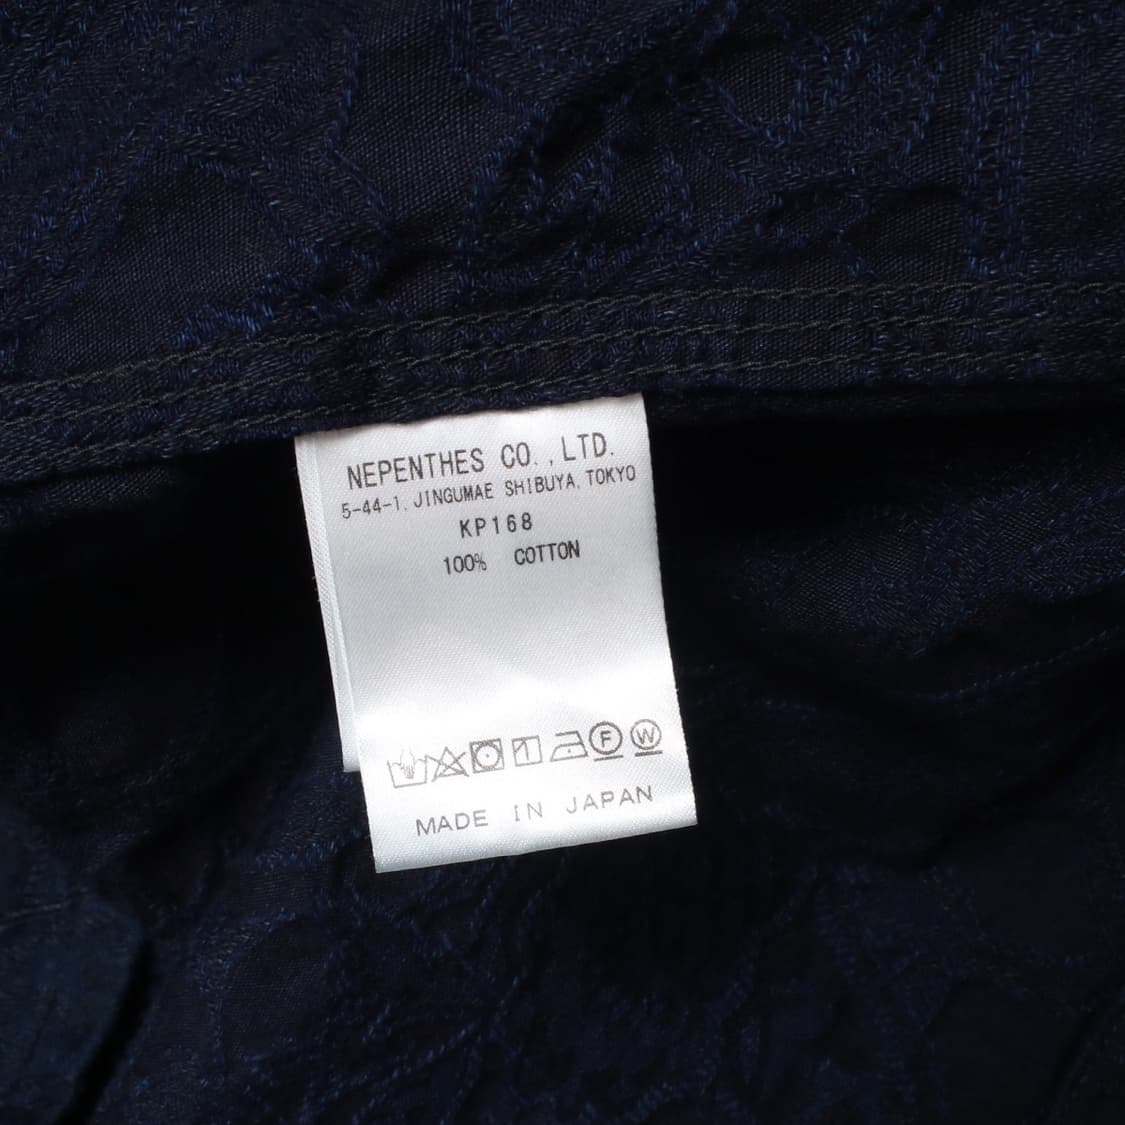 NEPENTHES CO.,LTD.
5-44-1. JINGUMAE SHIBUYA. TOKYO
KP168
100% COTTON
F W
MADE IN JAPAN